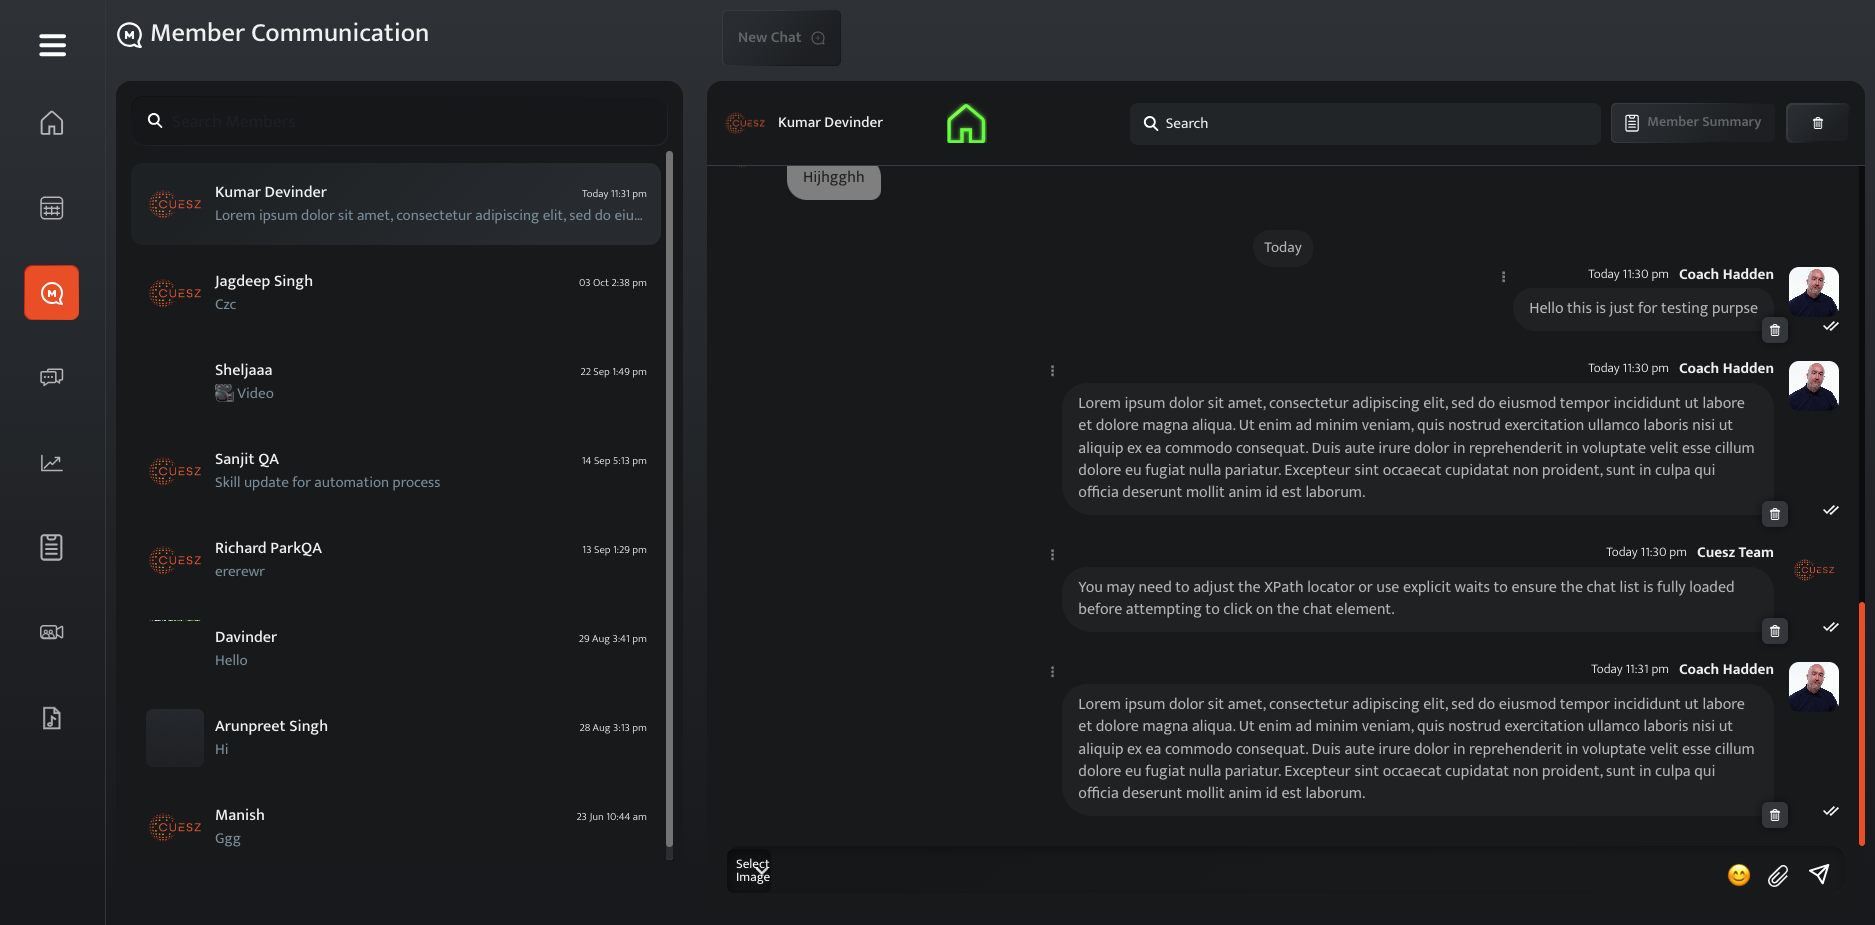 Member Communication
New Chat
Search Members
CUESZ
Kumar Devinder
Today 11:31 pm
Lorem ipsum dolor sit amet, consectetur adipiscing elit, sed do eiu...
CUESZ
Jagdeep Singh
03 Oct 2:38 pm
Czc
Sheljaaa
22 Sep 1:49 pm
Video
CUESZ
Sanjit QA
14 Sep 5:13 pm
Skill update for automation process
CUESZ
Richard ParkQA
13 Sep 1:29 pm
ererewr
Davinder
29 Aug 3:41 pm
Hello
Arunpreet Singh
28 Aug 3:13 pm
Hi
CUESZ
Manish
23 Jun 10:44 am
Ggg
CUESZ
Kumar Devinder
Search
Member Summary
Hijhgghh
Today
Today 11:30 pm Coach Hadden
Hello this is just for testing purpse
Today 11:30 pm Coach Hadden
Lorem ipsum dolor sit amet, consectetur adipiscing elit, sed do eiusmod tempor incididunt ut labore
et dolore magna aliqua. Ut enim ad minim veniam, quis nostrud exercitation ullamco laboris nisi ut
aliquip ex ea commodo consequat. Duis aute irure dolor in reprehenderit in voluptate velit esse cillum
dolore eu fugiat nulla pariatur. Excepteur sint occaecat cupidatat non proident, sunt in culpa qui
officia deserunt mollit anim id est laborum.
Today 11:30 pm Cuesz Team
CUESZ
You may need to adjust the XPath locator or use explicit waits to ensure the chat list is fully loaded
before attempting to click on the chat element.
Today 11:31 pm Coach Hadden
Lorem ipsum dolor sit amet, consectetur adipiscing elit, sed do eiusmod tempor incididunt ut labore
et dolore magna aliqua. Ut enim ad minim veniam, quis nostrud exercitation ullamco laboris nisi ut
aliquip ex ea commodo consequat. Duis aute irure dolor in reprehenderit in voluptate velit esse cillum
dolore eu fugiat nulla pariatur. Excepteur sint occaecat cupidatat non proident, sunt in culpa qui
officia deserunt mollit anim id est laborum.
Select
Image